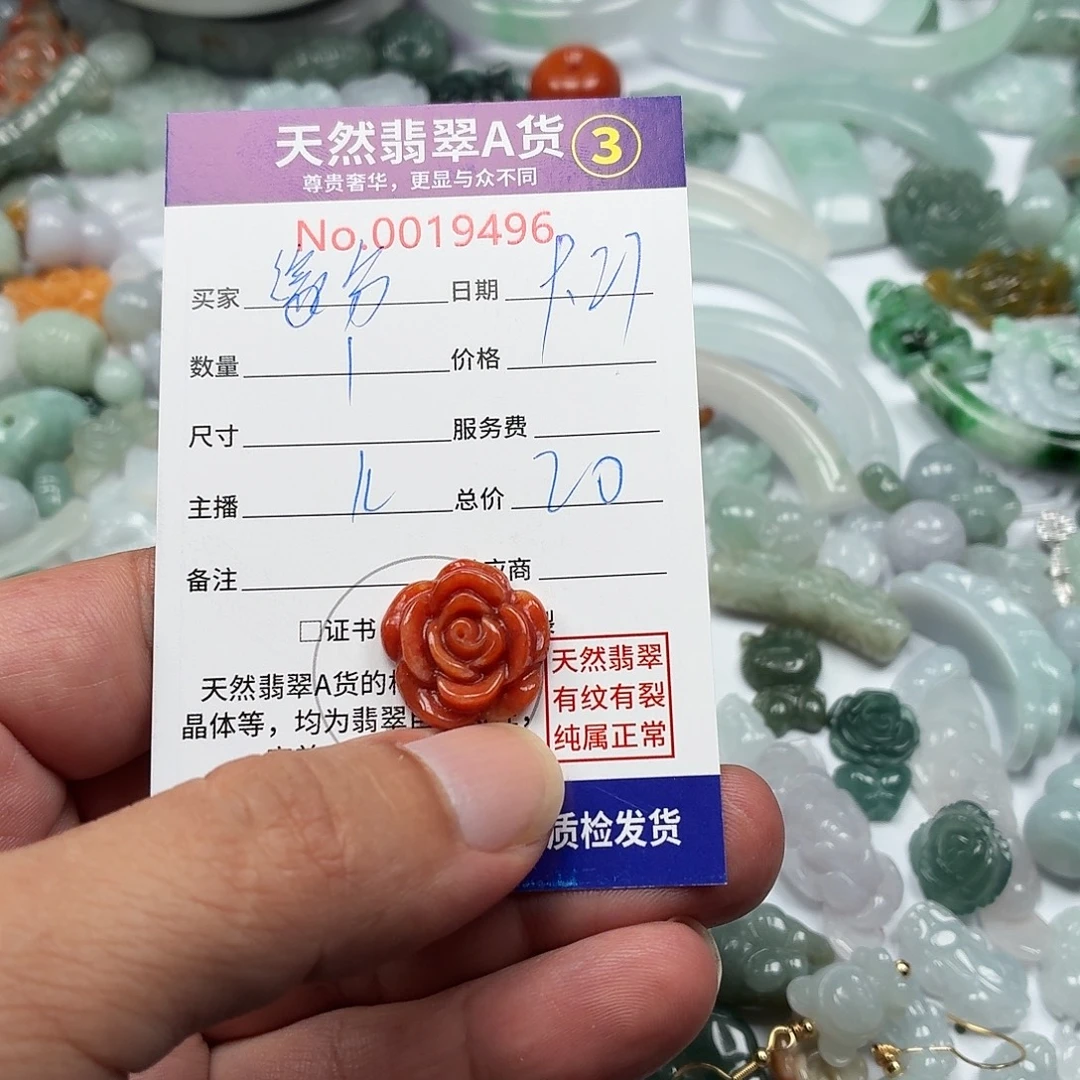 天然翡翠A货 3
尊贵奢华，更显与众不同
No.0019496
买家 日期
数量 1 价格
尺寸 服务费
主播 总价 20
备注 应商
□证书 裂
天然翡翠A货的
晶体等，均为翡翠
天然翡翠
有纹有裂
纯属正常
质检发货